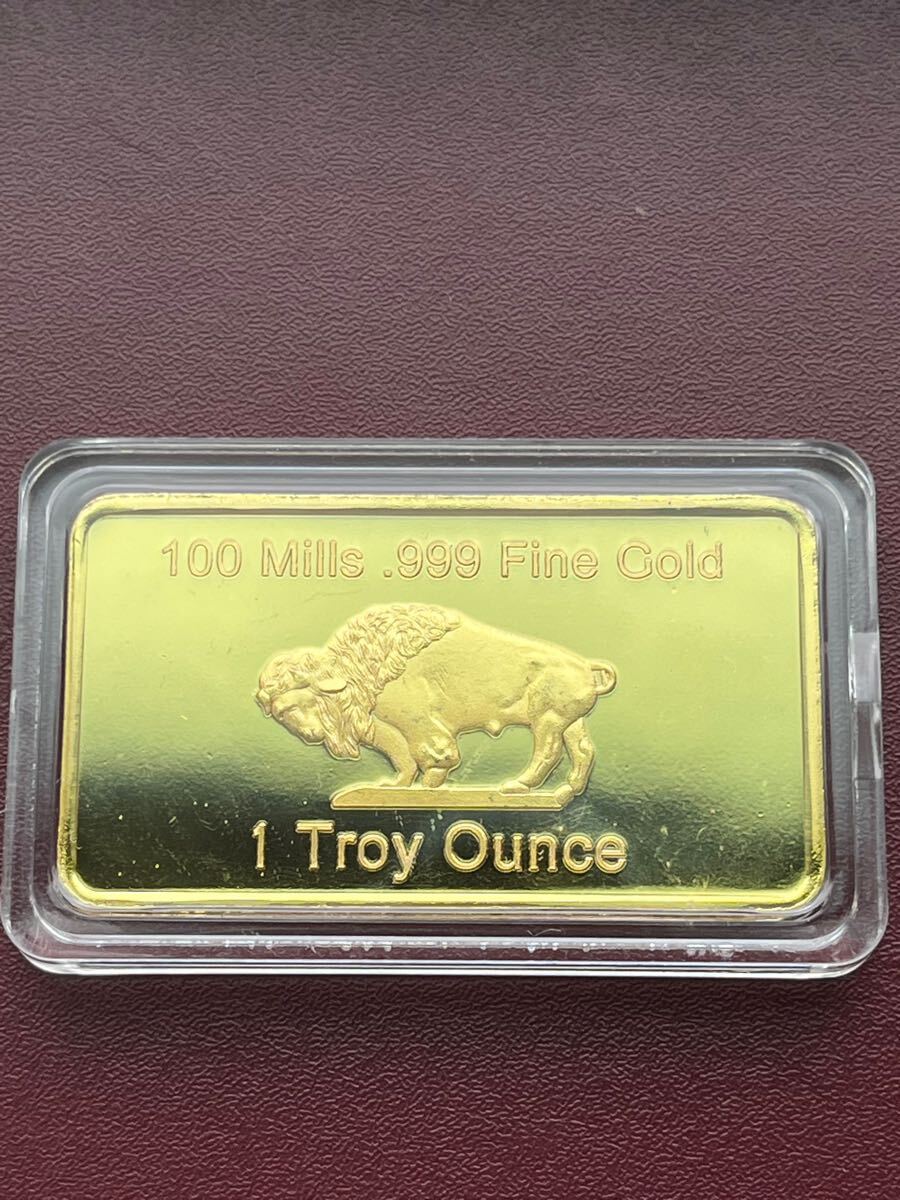 100 Mills .999 Fine Gold
1 Troy Ounce